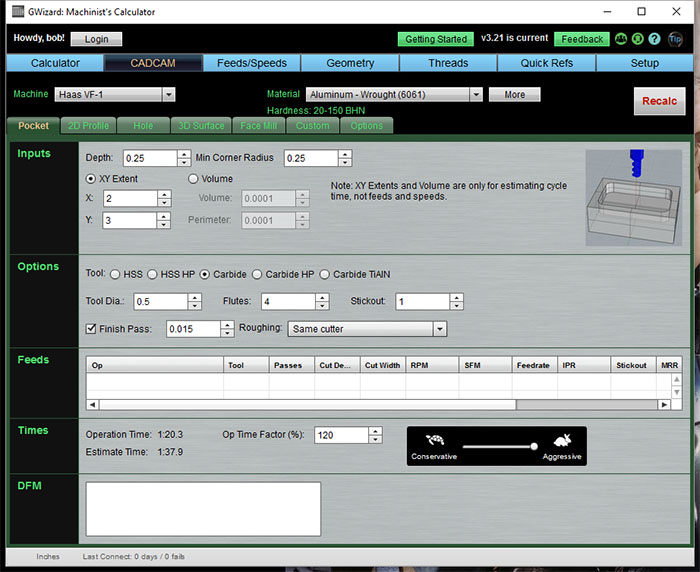 GWizard: Machinist's Calculator
Howdy, bob! Login Getting Started v3.21 is current Feedback ? Tip
Calculator CADCAM Feeds/Speeds Geometry Threads Quick Refs Setup
Machine Haas VF-1 Material Aluminum - Wrought (6061) More Recalc
Hardness: 20-150 BHN
Pocket 2D Profile Hole 3D Surface Face Mill Custom Options
Inputs
Depth: 0.25 Min Corner Radius 0.25
XY Extent Volume
Note: XY Extents and Volume are only for estimating cycle
time, not feeds and speeds.
X: 2 Volume: 0.0001
Y: 3 Perimeter: 0.0001
Options
Tool: HSS HSS HP Carbide Carbide HP Carbide TiAlN
Tool Dia.: 0.5 Flutes: 4 Stickout: 1
Finish Pass: 0.015 Roughing: Same cutter
Feeds
Op Tool Passes Cut De... Cut Width RPM SFM Feedrate IPR Stickout MRR
Times
Operation Time: 1:20.3 Op Time Factor (%): 120
Estimate Time: 1:37.9
Conservative Aggressive
DFM
Inches Last Connect: 0 days / 0 fails